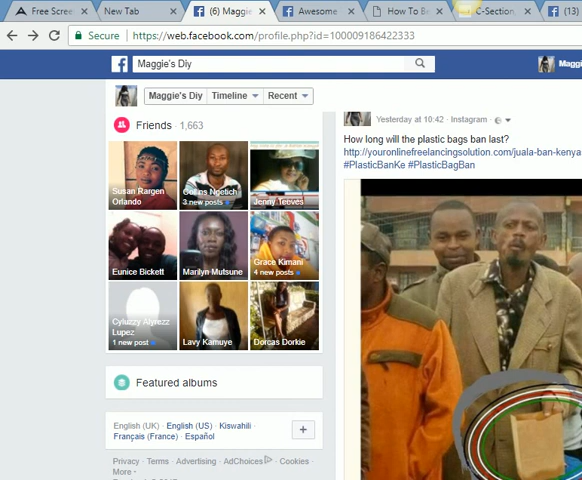 Free Scree
New Tab
(6) Maggie
Awesome
How To Be
C-Section
(13)
Secure
https://web.facebook.com/profile.php?id=100009186422333
Maggie's Diy
Maggi
Maggie's Diy
Timeline
Recent
Friends · 1,663
Susan Rargen
Orlando
Collins Ngetich
3 new posts
Jenny Teeves
Eunice Bickett
Marilyn Mutsune
Grace Kimani
4 new posts
Cyluzzy Alyrezz
Lupez
1 new post
Lavy Kamuye
Dorcas Dorkie
Featured albums
English (UK) · English (US) · Kiswahili ·
Français (France) · Español
Privacy · Terms · Advertising · AdChoices · Cookies ·
More
Yesterday at 10:42 · Instagram ·
How long will the plastic bags ban last?
http://youronlinefreelancingsolution.com/juala-ban-kenya
#PlasticBanKe #PlasticBagBan